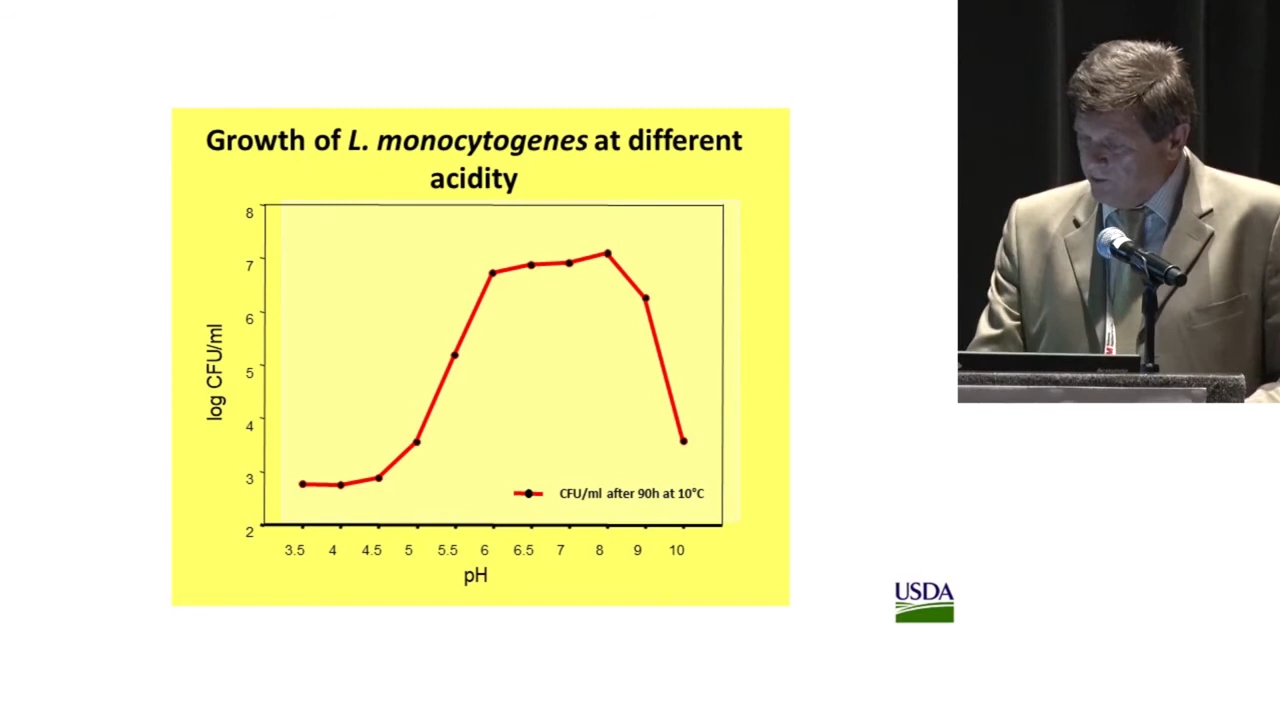 Growth of L. monocytogenes at different
acidity
8
7
6
5
4
3
2
log CFU/ml
CFU/ml after 90h at 10°C
3.5 4 4.5 5 5.5 6 6.5 7 8 9 10
pH
USDA